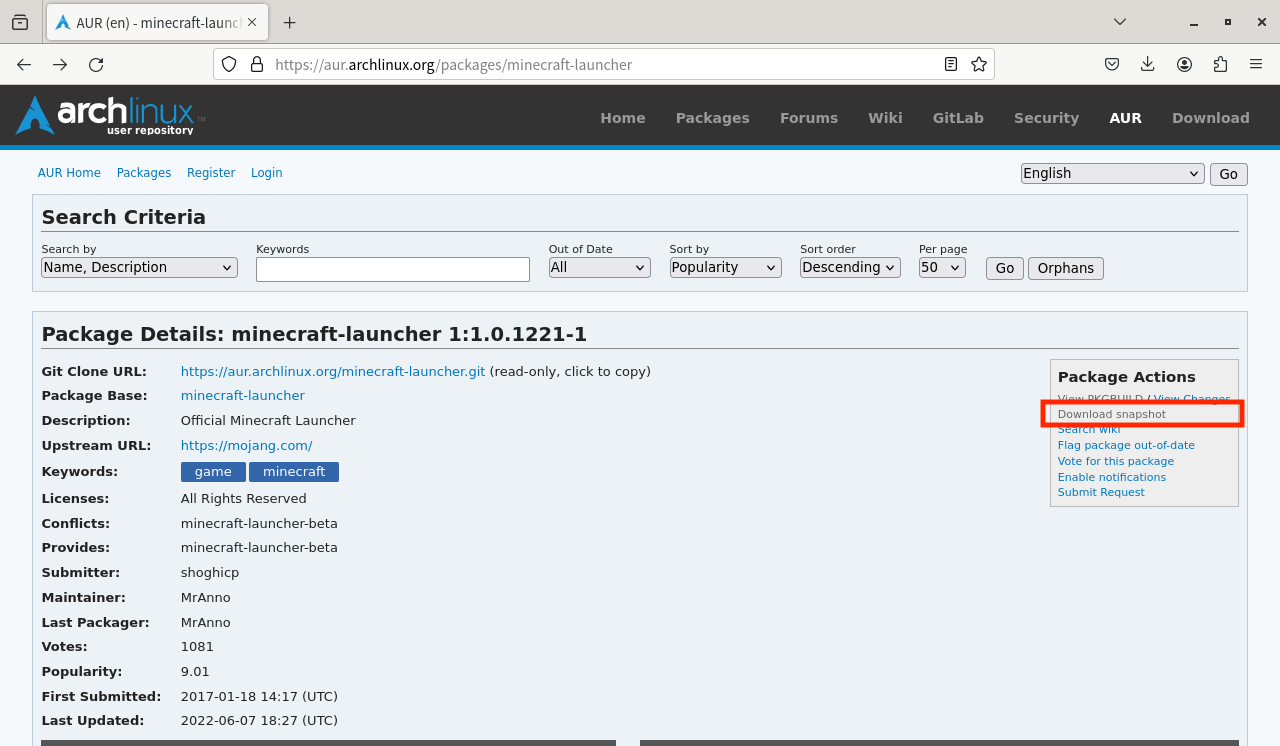 AUR (en) - minecraft-launc
https://aur.archlinux.org/packages/minecraft-launcher
archlinux TM
user repository
Home Packages Forums Wiki GitLab Security AUR Download
AUR Home Packages Register Login
English Go
Search Criteria
Search by Keywords Out of Date Sort by Sort order Per page
Name, Description All Popularity Descending 50 Go Orphans
Package Details: minecraft-launcher 1:1.0.1221-1
Git Clone URL: https://aur.archlinux.org/minecraft-launcher.git (read-only, click to copy)
Package Base: minecraft-launcher
Description: Official Minecraft Launcher
Upstream URL: https://mojang.com/
Keywords: game minecraft
Licenses: All Rights Reserved
Conflicts: minecraft-launcher-beta
Provides: minecraft-launcher-beta
Submitter: shoghicp
Maintainer: MrAnno
Last Packager: MrAnno
Votes: 1081
Popularity: 9.01
First Submitted: 2017-01-18 14:17 (UTC)
Last Updated: 2022-06-07 18:27 (UTC)
Package Actions
View PKGBUILD / View Changes
Download snapshot
Search wiki
Flag package out-of-date
Vote for this package
Enable notifications
Submit Request